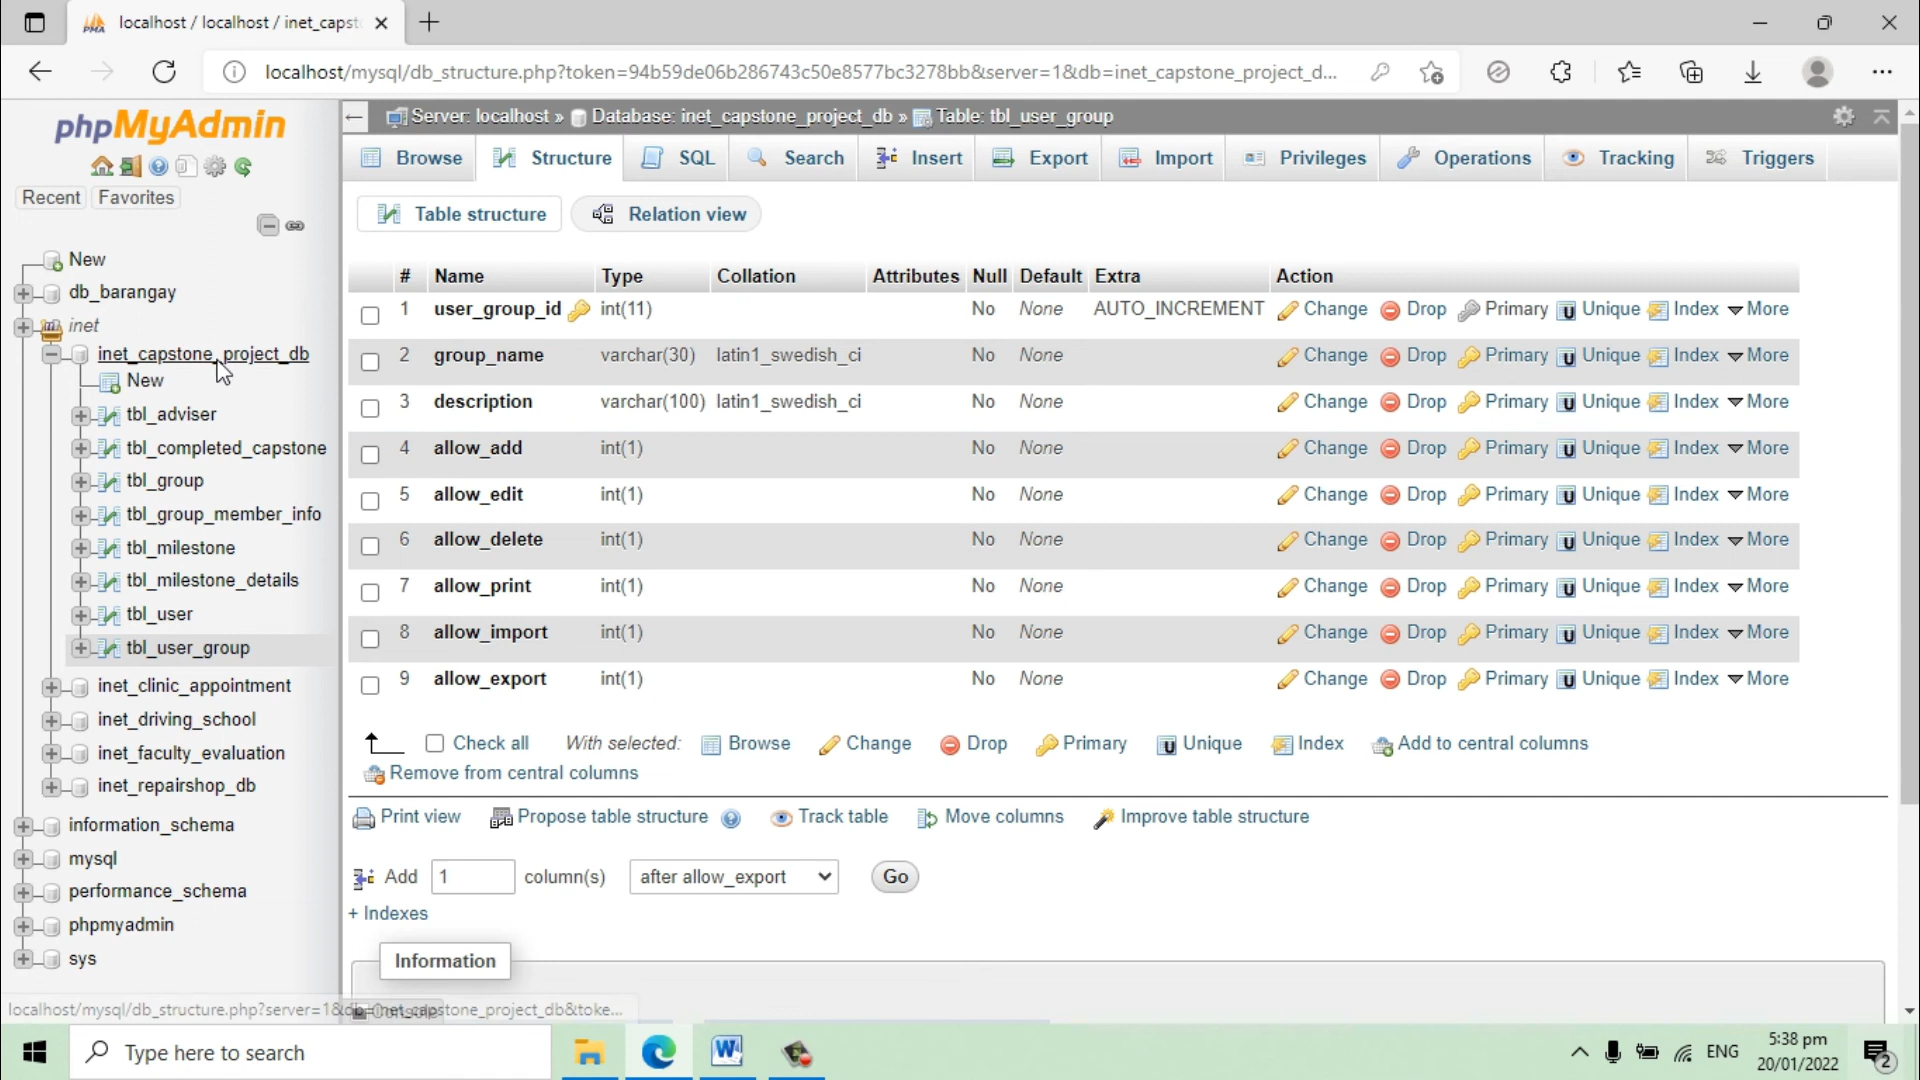 localhost / localhost / inet_capst
localhost/mysql/db_structure.php?token=94b59de06b286743c50e8577bc3278bb&server=1&db=inet_capstone_project_d...
phpMyAdmin
Recent Favorites
New
db_barangay
inet
inet_capstone_project_db
New
tbl_adviser
tbl_completed_capstone
tbl_group
tbl_group_member_info
tbl_milestone
tbl_milestone_details
tbl_user
tbl_user_group
inet_clinic_appointment
inet_driving_school
inet_faculty_evaluation
inet_repairshop_db
information_schema
mysql
performance_schema
phpmyadmin
sys
Server: localhost » Database: inet_capstone_project_db » Table: tbl_user_group
Browse Structure SQL Search Insert Export Import Privileges Operations Tracking Triggers
Table structure Relation view
# Name Type Collation Attributes Null Default Extra Action
1 user_group_id int(11) No None AUTO_INCREMENT Change Drop Primary Unique Index More
2 group_name varchar(30) latin1_swedish_ci No None Change Drop Primary Unique Index More
3 description varchar(100) latin1_swedish_ci No None Change Drop Primary Unique Index More
4 allow_add int(1) No None Change Drop Primary Unique Index More
5 allow_edit int(1) No None Change Drop Primary Unique Index More
6 allow_delete int(1) No None Change Drop Primary Unique Index More
7 allow_print int(1) No None Change Drop Primary Unique Index More
8 allow_import int(1) No None Change Drop Primary Unique Index More
9 allow_export int(1) No None Change Drop Primary Unique Index More
Check all With selected: Browse Change Drop Primary Unique Index Add to central columns
Remove from central columns
Print view Propose table structure Track table Move columns Improve table structure
Add 1 column(s) after allow_export Go
+ Indexes
Information
Console
localhost/mysql/db_structure.php?server=1&db=inet_capstone_project_db&toke...
Type here to search
ENG
5:38 pm
20/01/2022
2